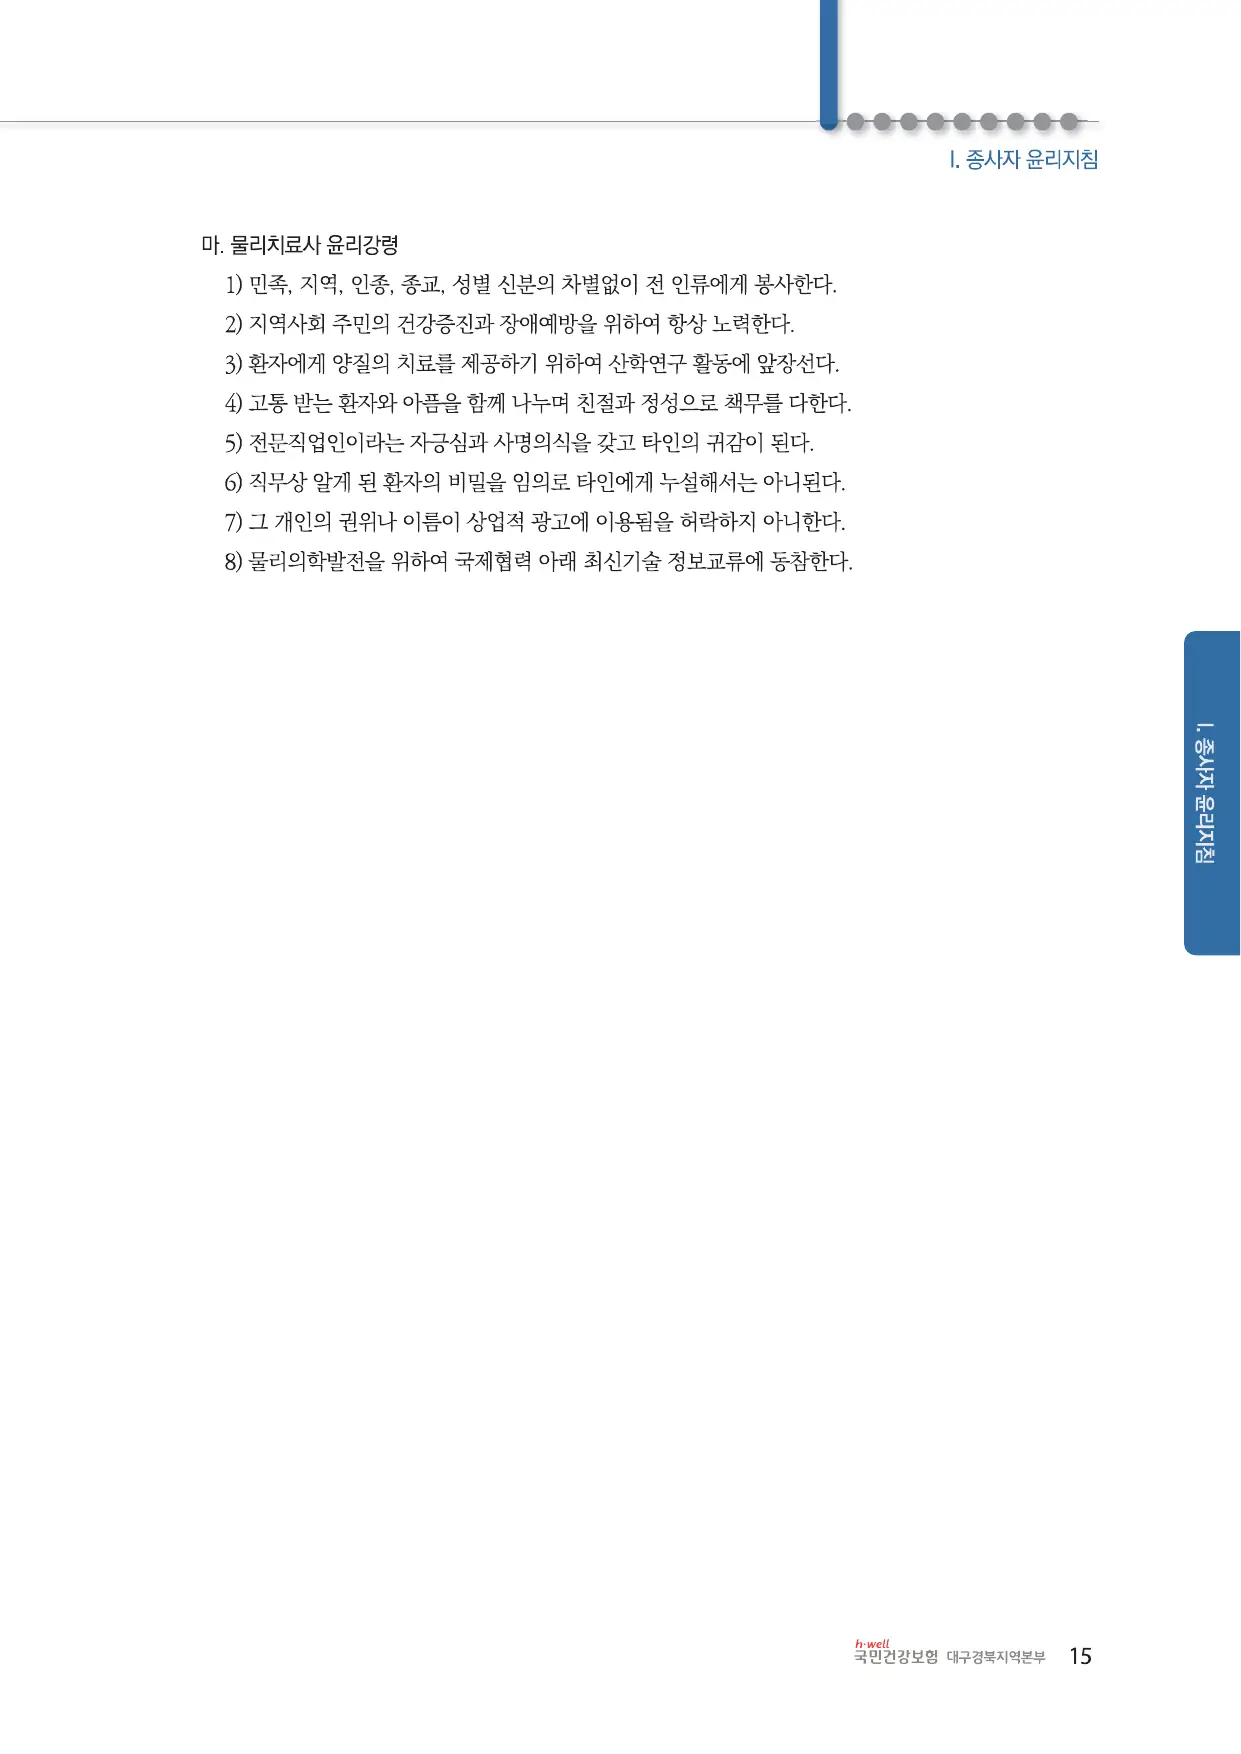 Ⅰ. 종사자 윤리지침
마. 물리치료사 윤리강령
1) 민족, 지역, 인종, 종교, 성별 신분의 차별없이 전 인류에게 봉사한다.
2) 지역사회 주민의 건강증진과 장애예방을 위하여 항상 노력한다.
3) 환자에게 양질의 치료를 제공하기 위하여 산학연구 활동에 앞장선다.
4) 고통 받는 환자와 아픔을 함께 나누며 친절과 정성으로 책무를 다한다.
5) 전문직업인이라는 자긍심과 사명의식을 갖고 타인의 귀감이 된다.
6) 직무상 알게 된 환자의 비밀을 임의로 타인에게 누설해서는 아니된다.
7) 그 개인의 권위나 이름이 상업적 광고에 이용됨을 허락하지 아니한다.
8) 물리의학발전을 위하여 국제협력 아래 최신기술 정보교류에 동참한다.
Ⅰ. 종사자 윤리지침
h·well
국민건강보험 대구경북지역본부 15